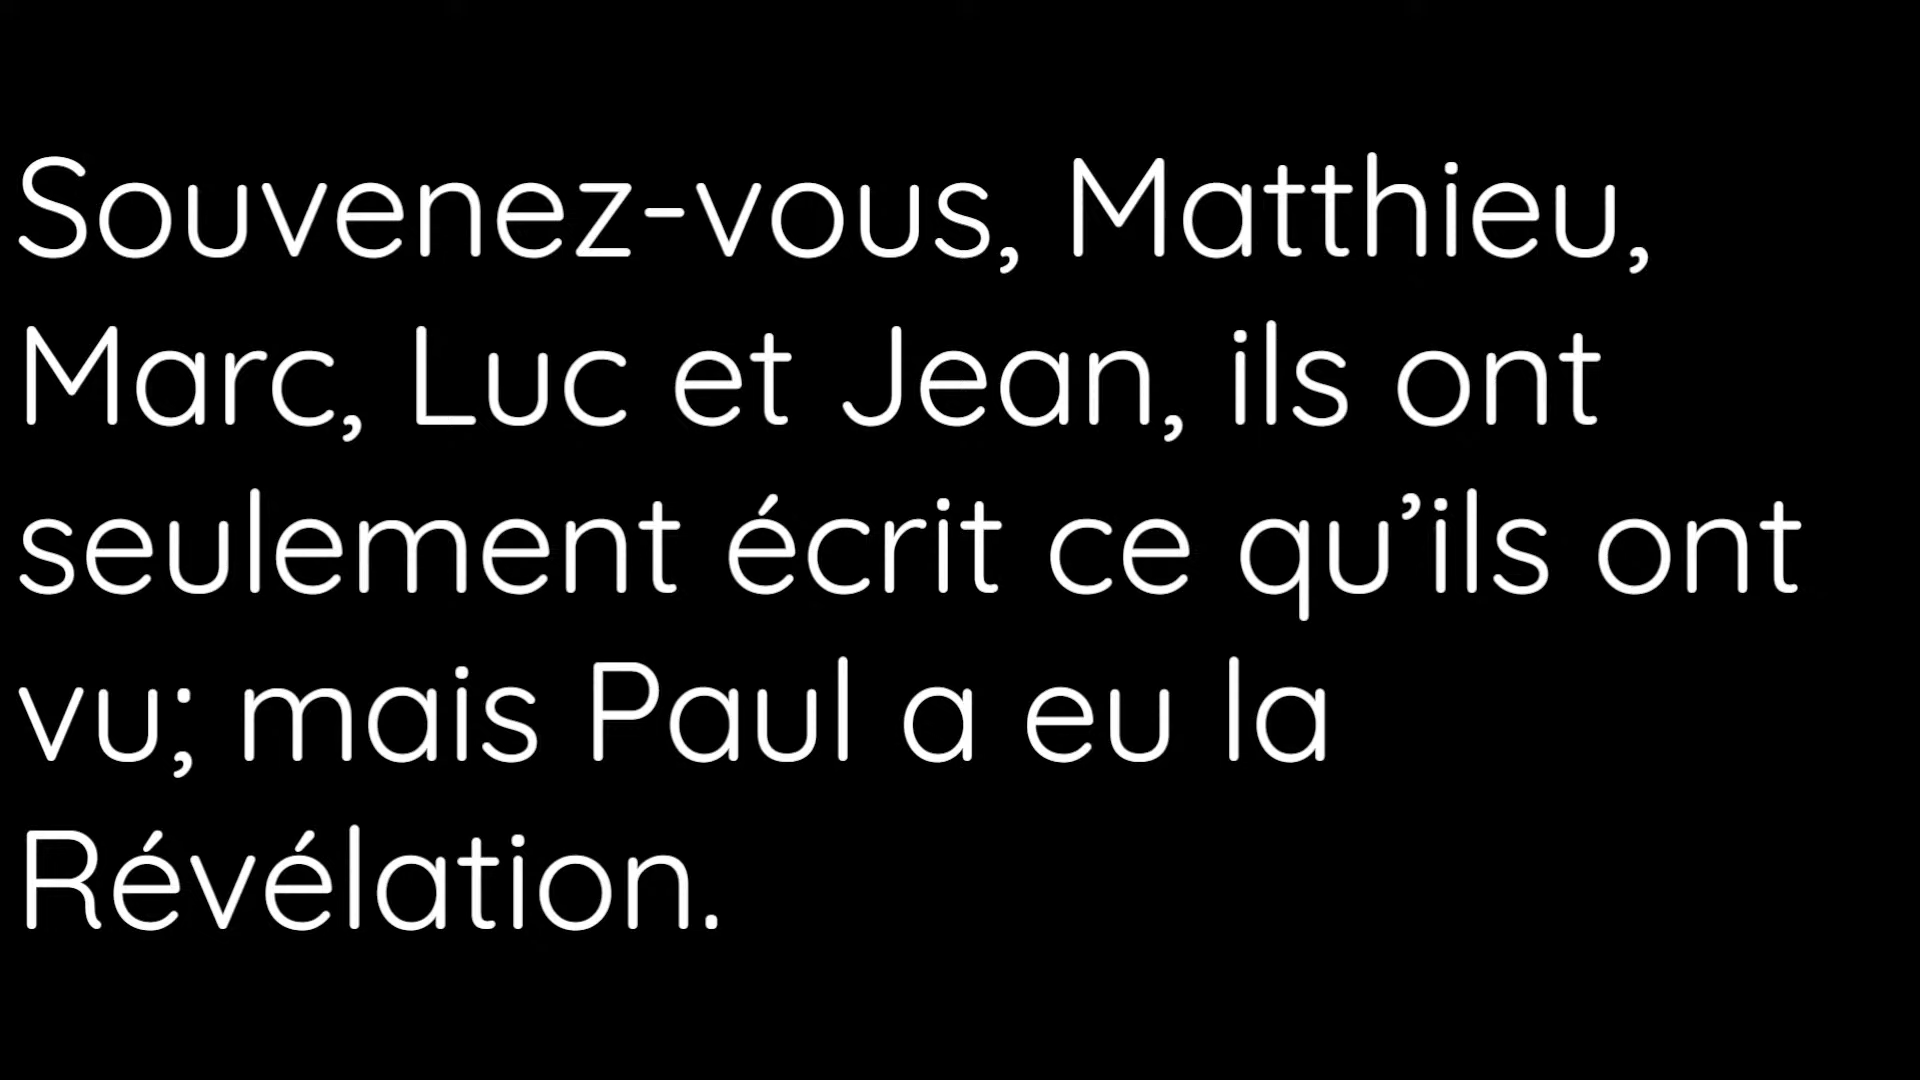 Souvenez-vous, Matthieu,
Marc, Luc et Jean, ils ont
seulement écrit ce qu’ils ont
vu; mais Paul a eu la
Révélation.